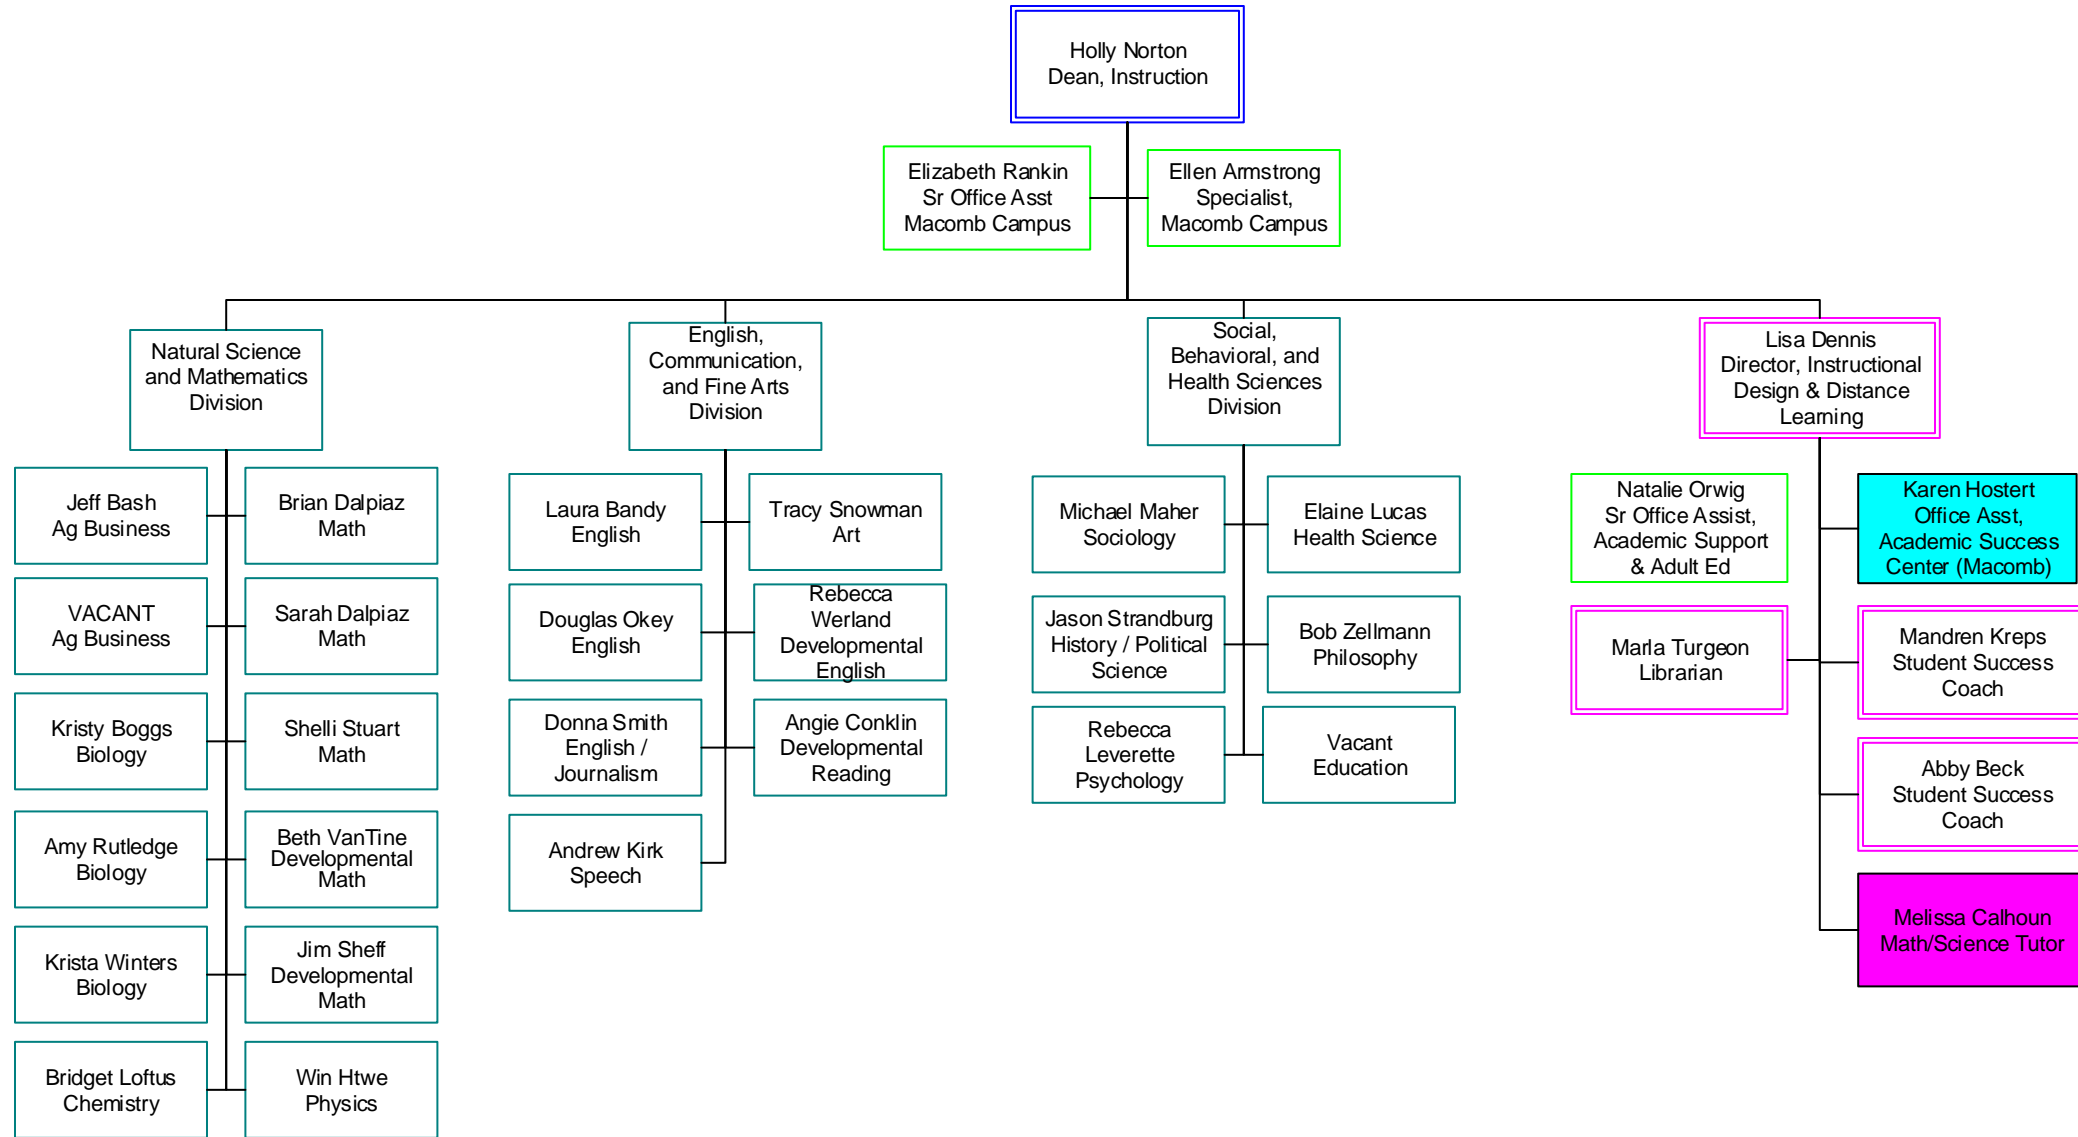 Holly Norton
Dean, Instruction
Elizabeth Rankin
Sr Office Asst
Macomb Campus
Ellen Armstrong
Specialist,
Macomb Campus
Natural Science
and Mathematics
Division
English,
Communication,
and Fine Arts
Division
Social,
Behavioral, and
Health Sciences
Division
Lisa Dennis
Director, Instructional
Design & Distance
Learning
Jeff Bash
Ag Business
Brian Dalpiaz
Math
VACANT
Ag Business
Sarah Dalpiaz
Math
Kristy Boggs
Biology
Shelli Stuart
Math
Amy Rutledge
Biology
Beth VanTine
Developmental
Math
Krista Winters
Biology
Jim Sheff
Developmental
Math
Bridget Loftus
Chemistry
Win Htwe
Physics
Laura Bandy
English
Tracy Snowman
Art
Douglas Okey
English
Rebecca
Werland
Developmental
English
Donna Smith
English /
Journalism
Angie Conklin
Developmental
Reading
Andrew Kirk
Speech
Michael Maher
Sociology
Elaine Lucas
Health Science
Jason Strandburg
History / Political
Science
Bob Zellmann
Philosophy
Rebecca
Leverette
Psychology
Vacant
Education
Natalie Orwig
Sr Office Assist,
Academic Support
& Adult Ed
Karen Hostert
Office Asst,
Academic Success
Center (Macomb)
Marla Turgeon
Librarian
Mandren Kreps
Student Success
Coach
Abby Beck
Student Success
Coach
Melissa Calhoun
Math/Science Tutor